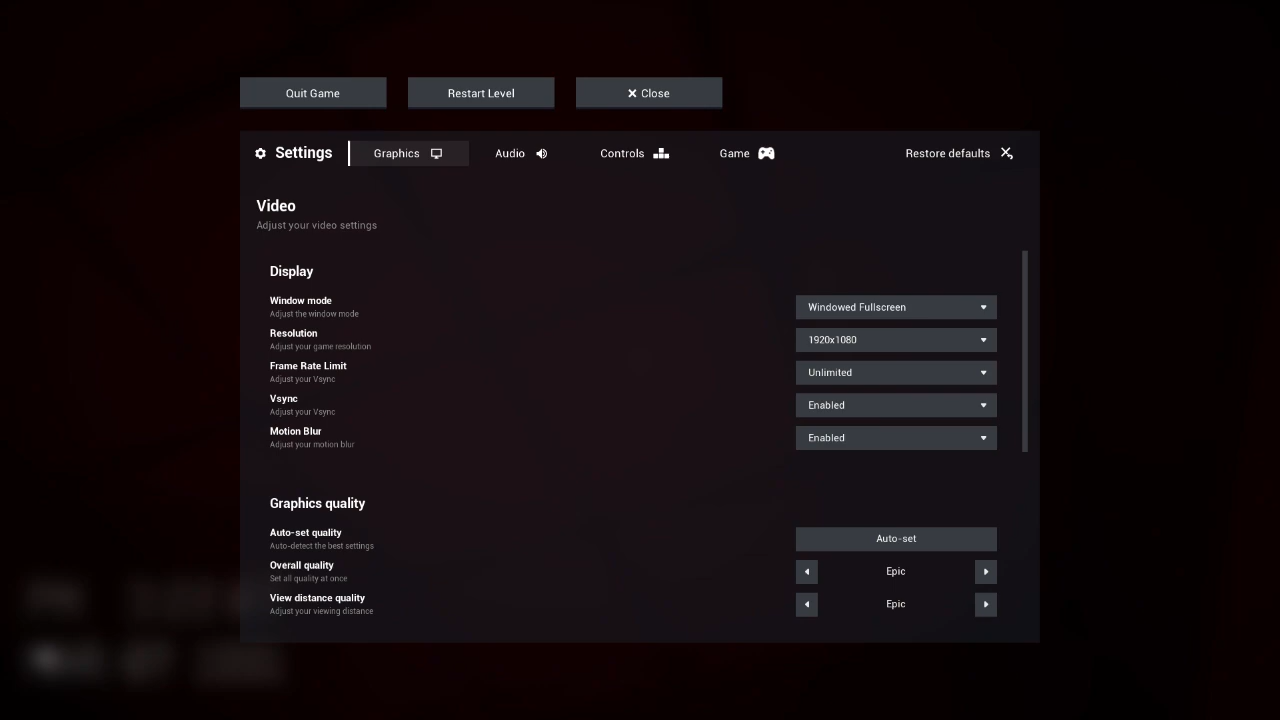 Quit Game
Restart Level
Close
Settings
Graphics
Audio
Controls
Game
Restore defaults
Video
Adjust your video settings
Display
Window mode
Adjust the window mode
Windowed Fullscreen
Resolution
Adjust your game resolution
1920x1080
Frame Rate Limit
Adjust your Vsync
Unlimited
Vsync
Adjust your Vsync
Enabled
Motion Blur
Adjust your motion blur
Enabled
Graphics quality
Auto-set quality
Auto-detect the best settings
Auto-set
Overall quality
Set all quality at once
Epic
View distance quality
Adjust your viewing distance
Epic